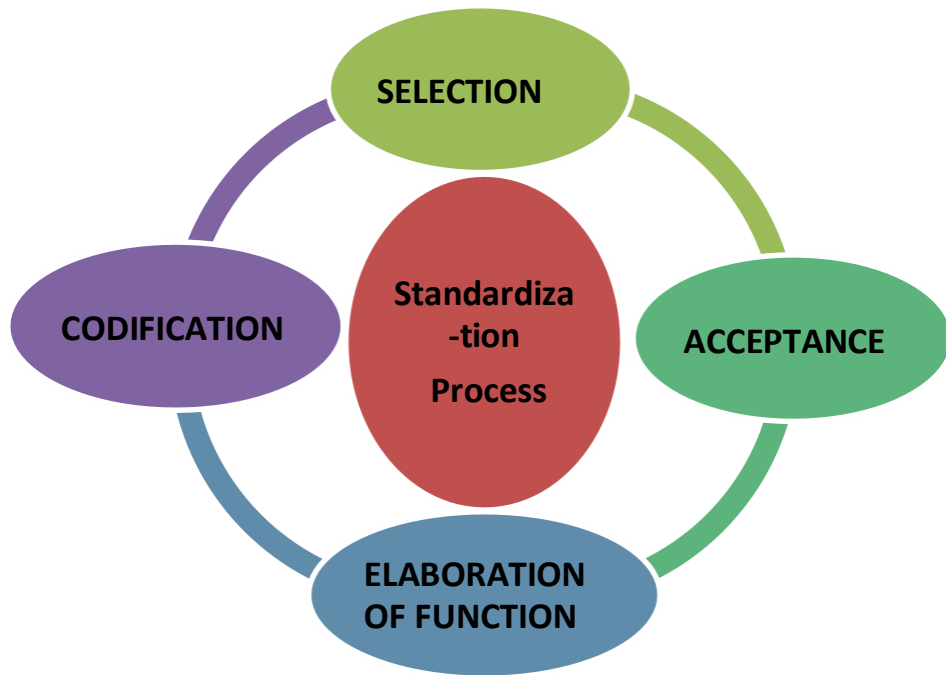 SELECTION
Standardiza
-tion
Process
CODIFICATION
ACCEPTANCE
ELABORATION
OF FUNCTION